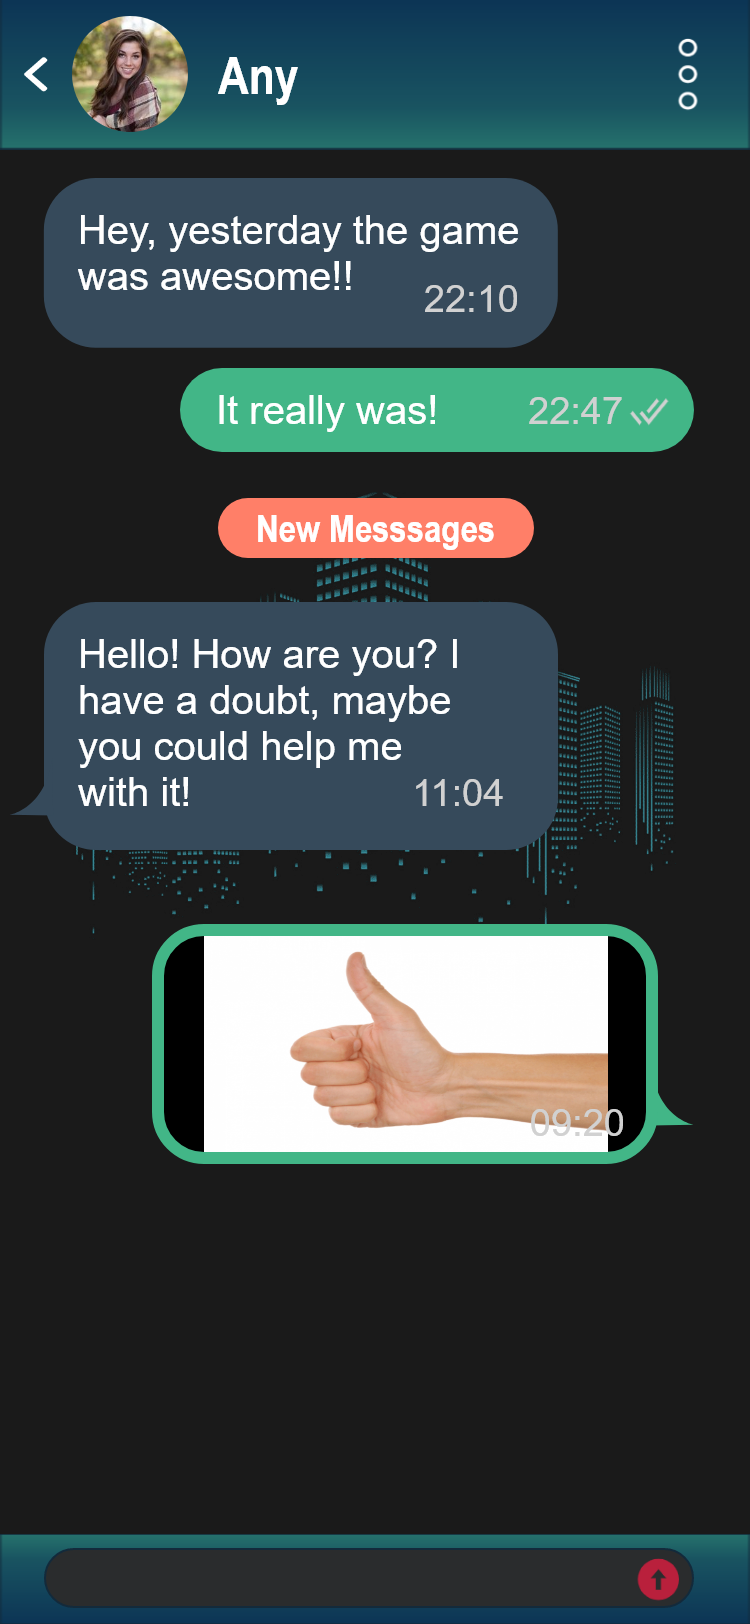 Any
Hey, yesterday the game
was awesome!!
22:10
It really was! 22:47
New Messsages
Hello! How are you? I
have a doubt, maybe
you could help me
with it! 11:04
09:20